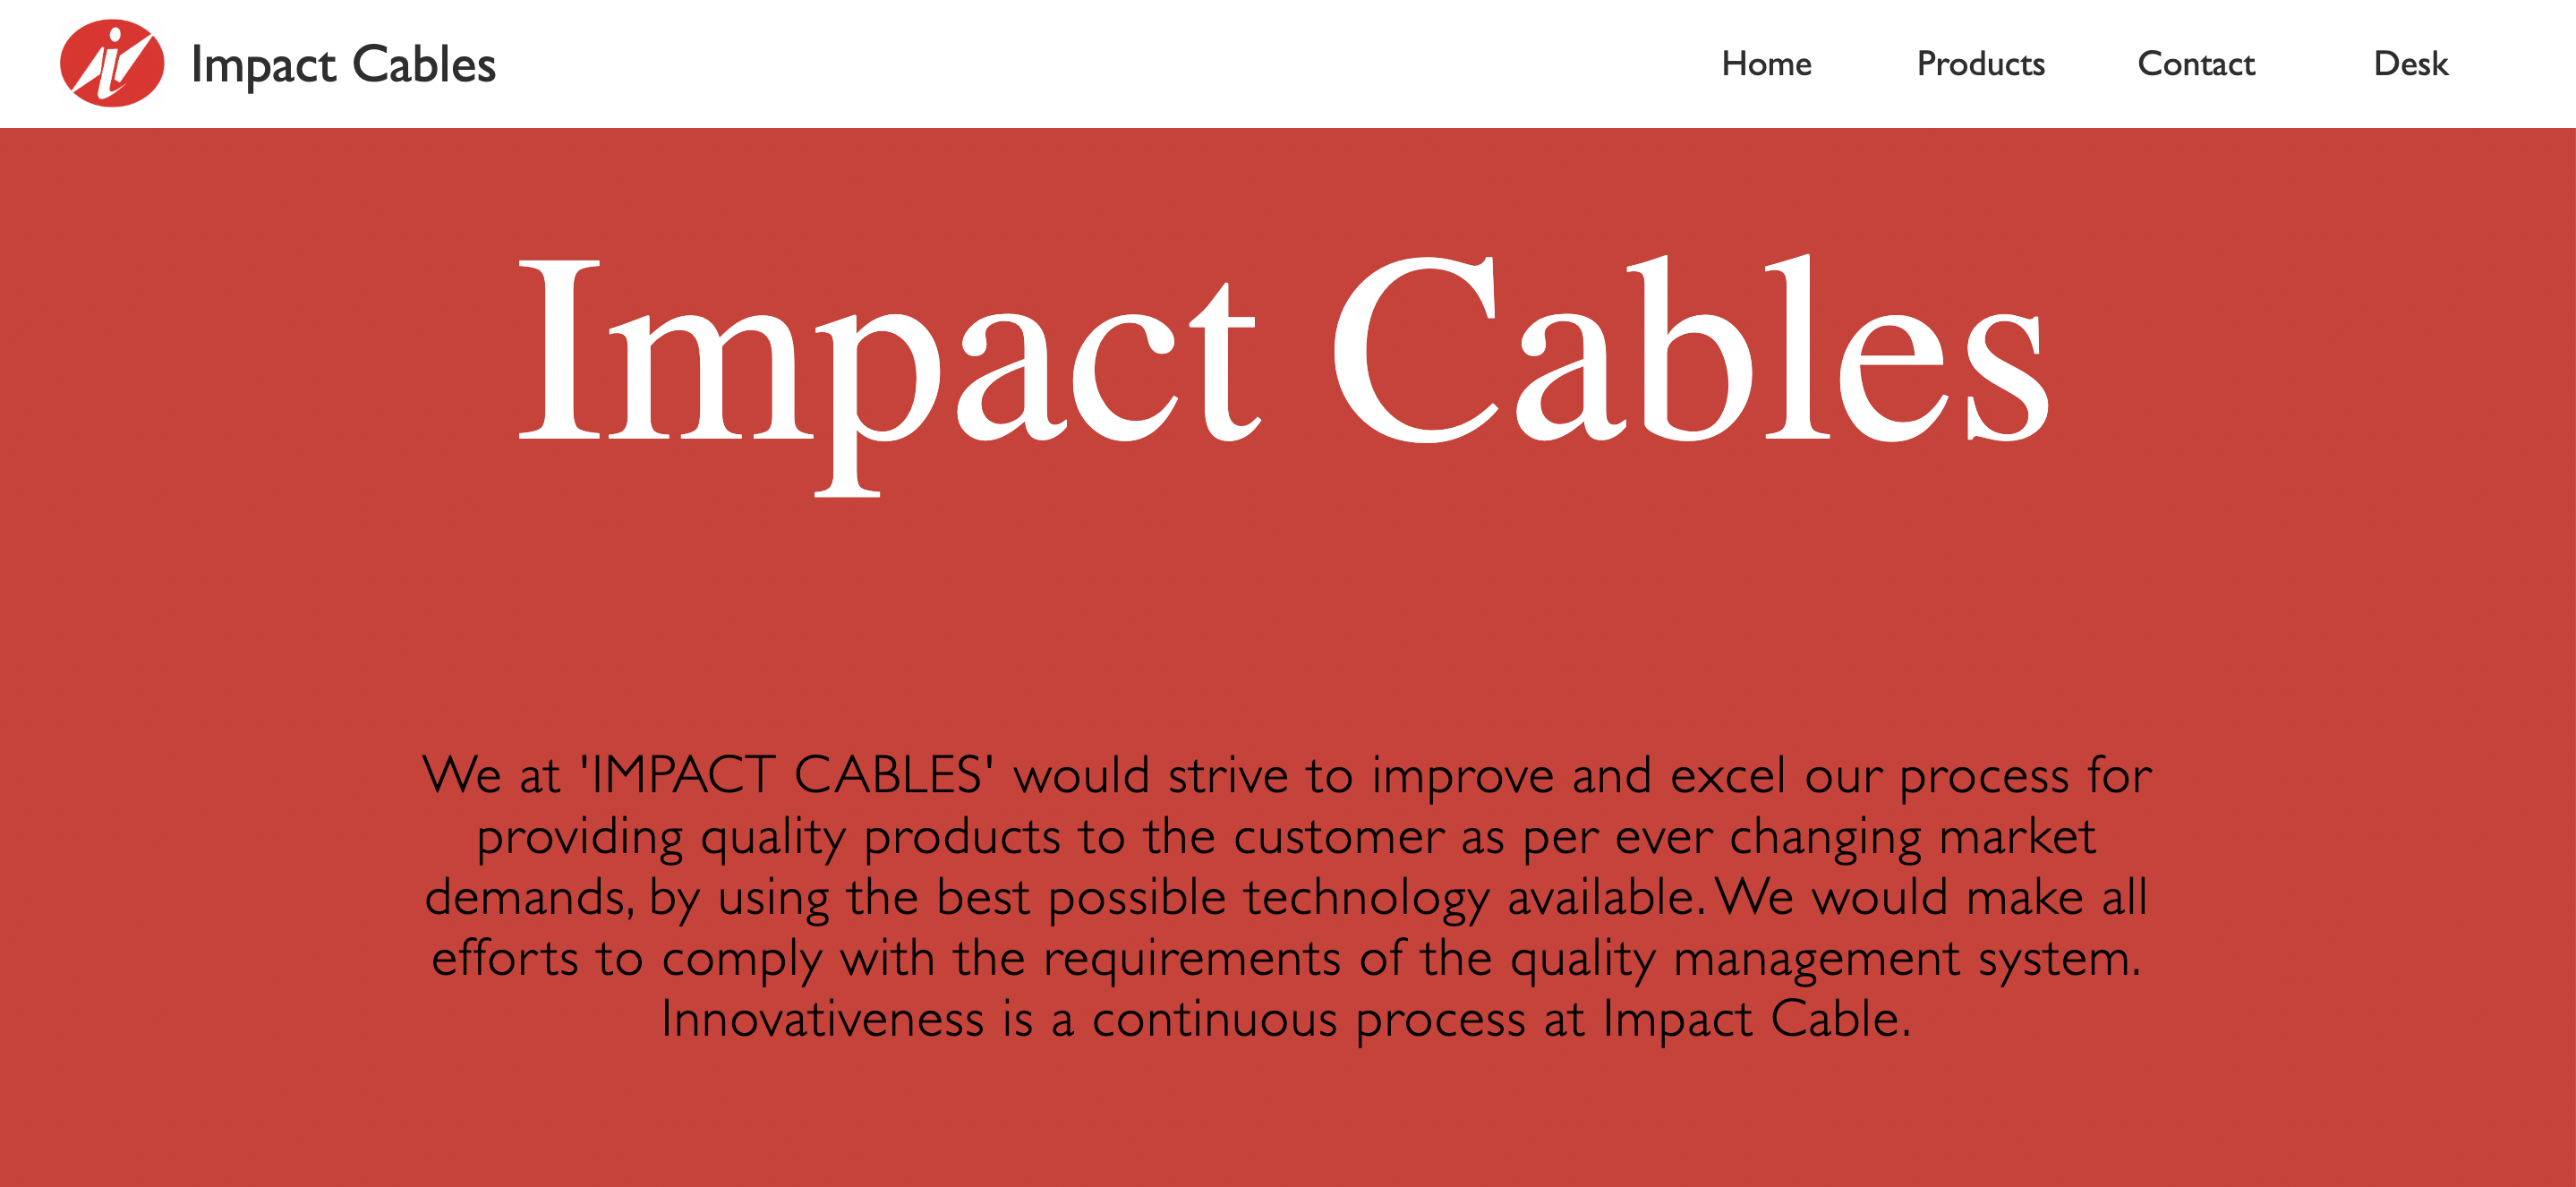 Impact Cables
Home Products Contact Desk
Impact Cables
We at 'IMPACT CABLES' would strive to improve and excel our process for
providing quality products to the customer as per ever changing market
demands, by using the best possible technology available. We would make all
efforts to comply with the requirements of the quality management system.
Innovativeness is a continuous process at Impact Cable.